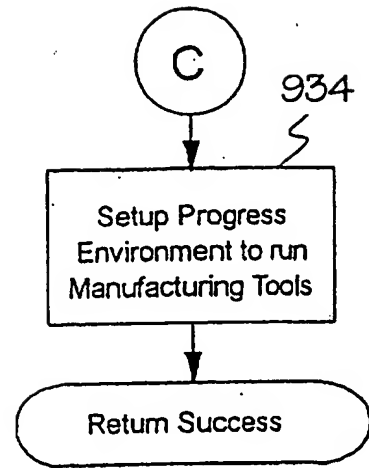 C
934
Setup Progress
Environment to run
Manufacturing Tools
Return Success